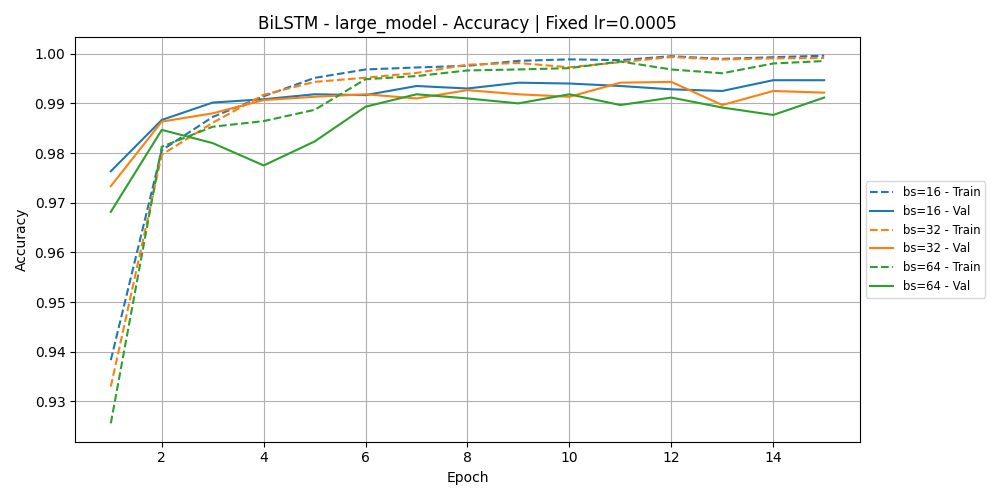 BiLSTM - large_model - Accuracy | Fixed lr=0.0005
Accuracy
1.00
0.99
0.98
0.97
0.96
0.95
0.94
0.93
2 4 6 8 10 12 14
Epoch
bs=16 - Train
bs=16 - Val
bs=32 - Train
bs=32 - Val
bs=64 - Train
bs=64 - Val